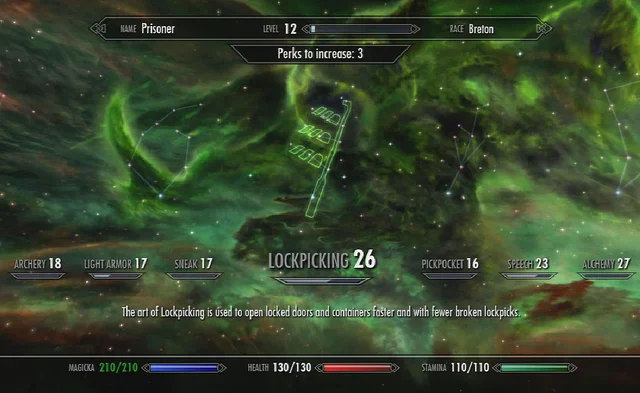 NAME Prisoner LEVEL 12 RACE Breton
Perks to increase: 3
ARCHERY 18 LIGHT ARMOR 17 SNEAK 17 LOCKPICKING 26 PICKPOCKET 16 SPEECH 23 ALCHEMY 27
The art of Lockpicking is used to open locked doors and containers faster and with fewer broken lockpicks.
MAGICKA 210/210 HEALTH 130/130 STAMINA 110/110